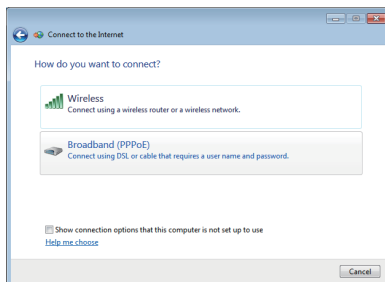 Connect to the Internet
How do you want to connect?
Wireless
Connect using a wireless router or a wireless network.
Broadband (PPPoE)
Connect using DSL or cable that requires a user name and password.
Show connection options that this computer is not set up to use
Help me choose
Cancel